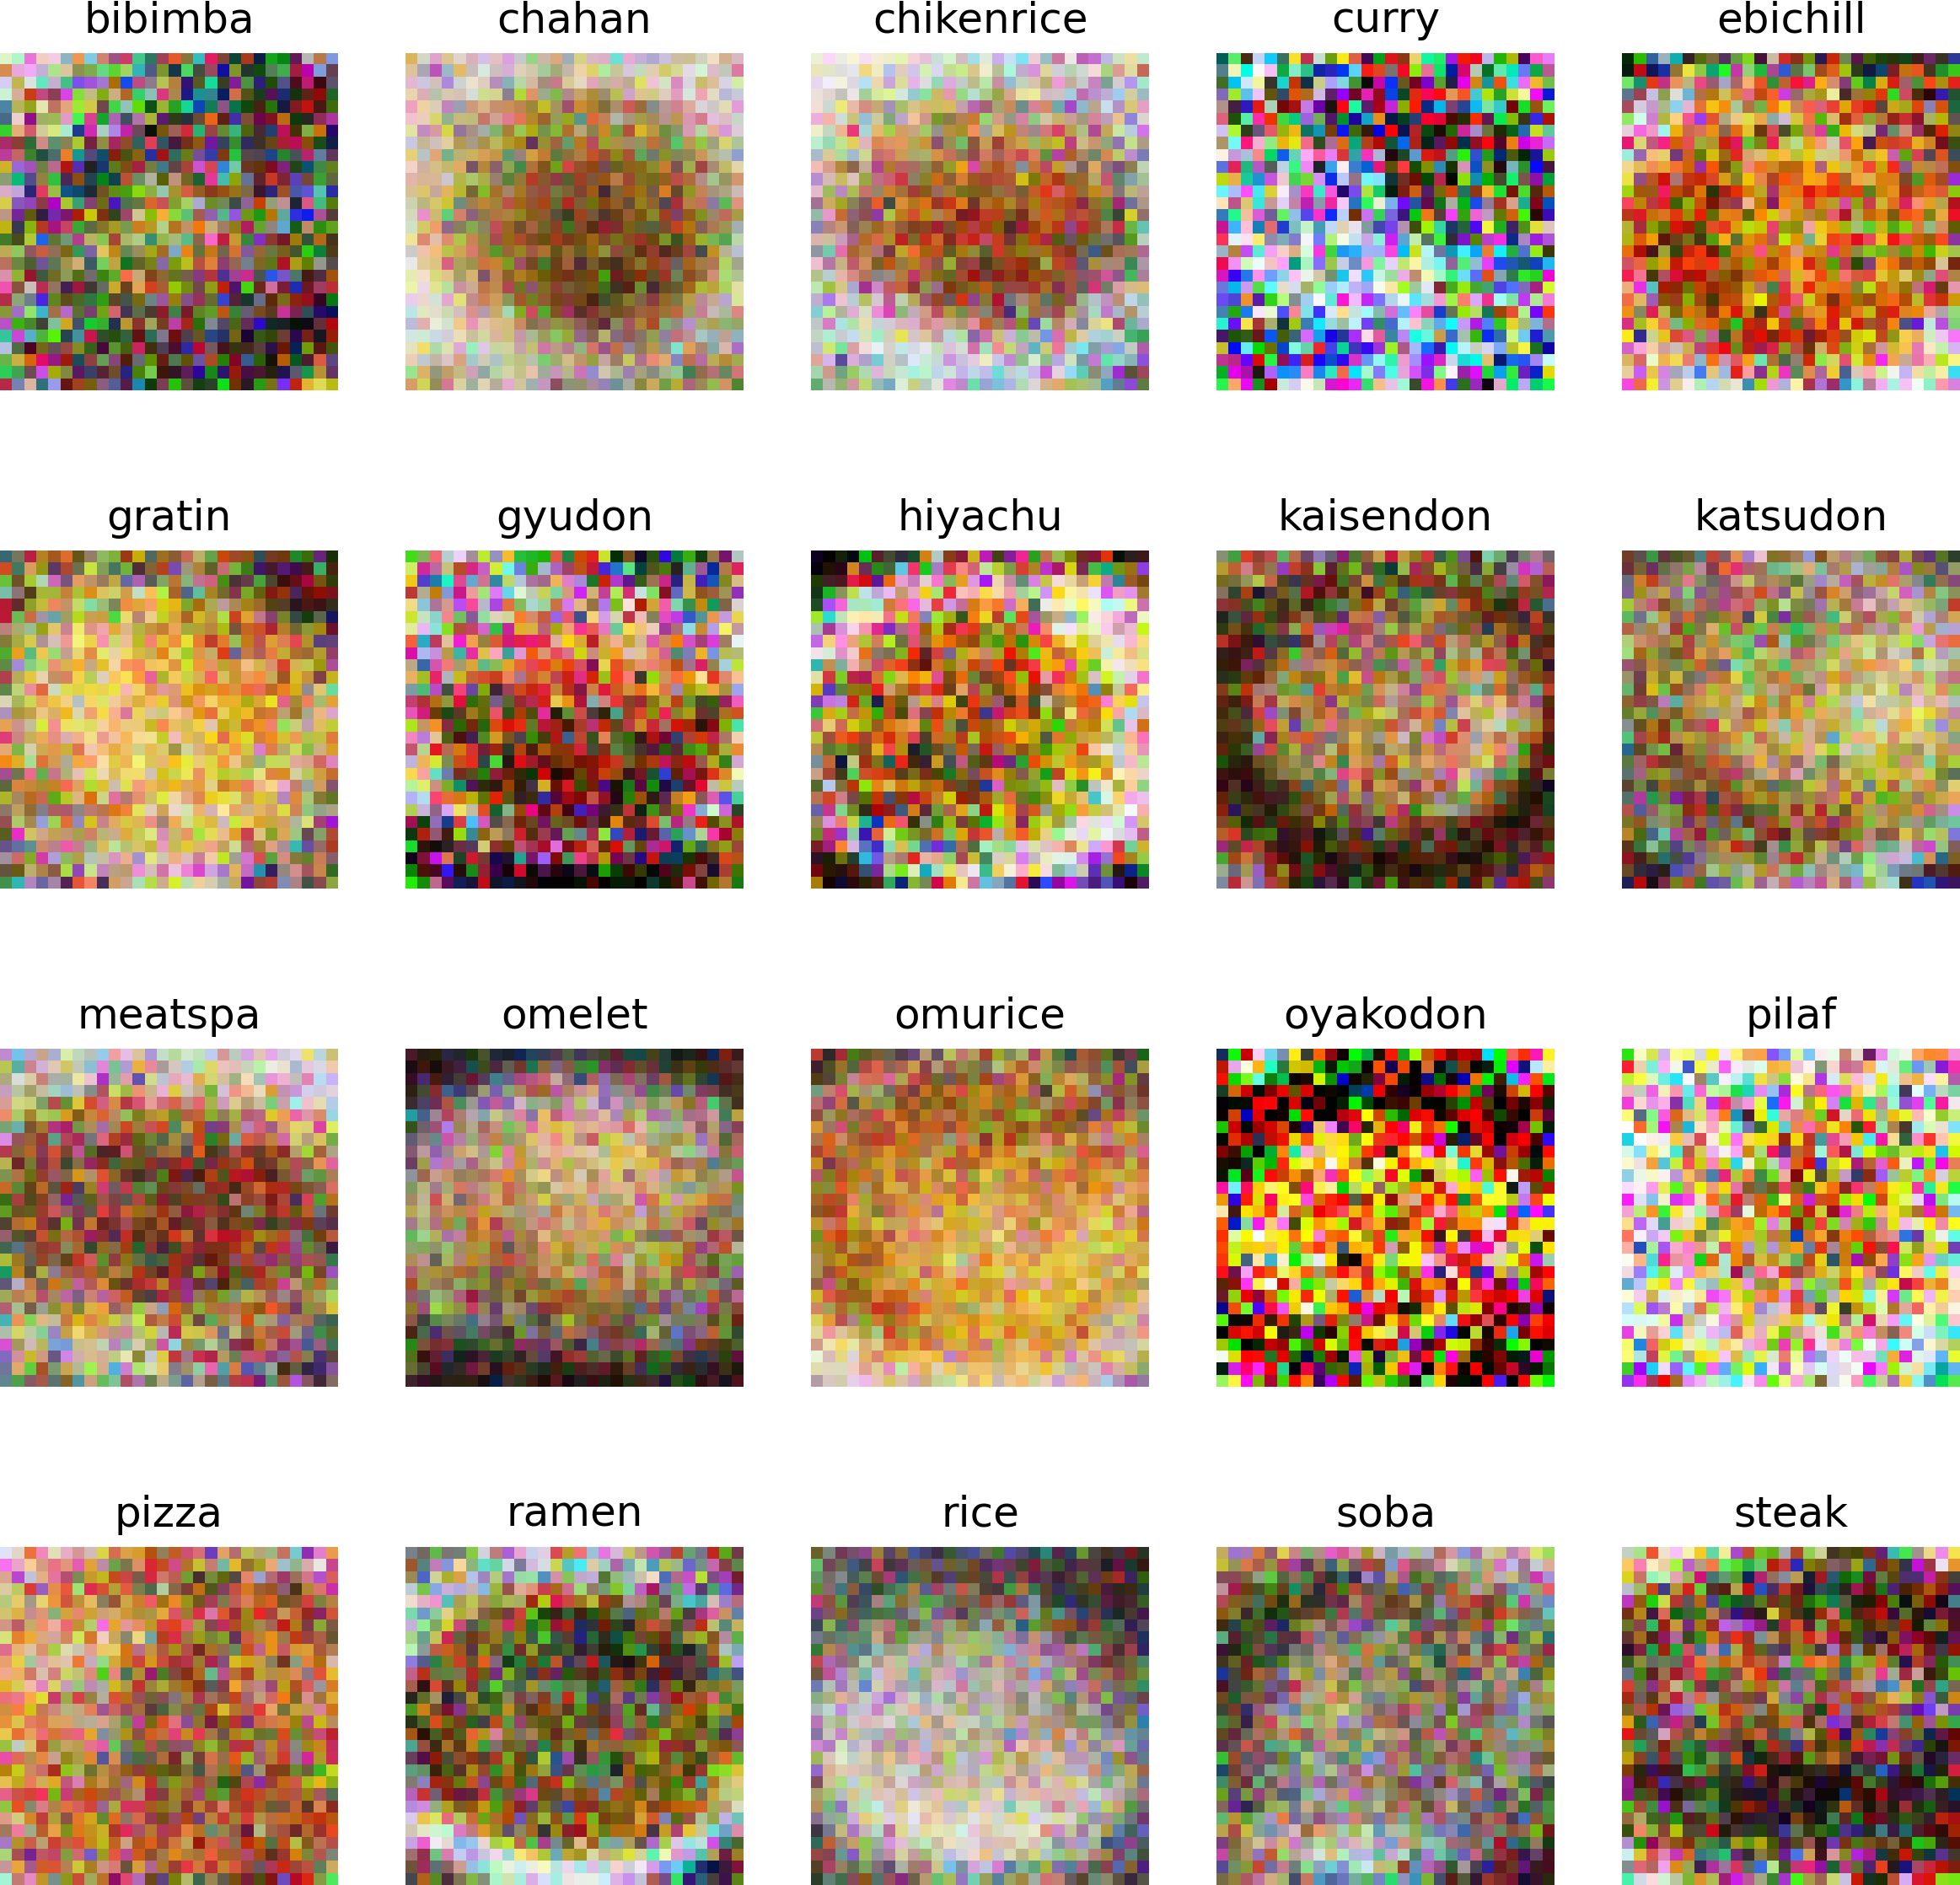 bibimba chahan chikenrice curry ebichill
gratin gyudon hiyachu kaisendon katsudon
meatspa omelet omurice oyakodon pilaf
pizza ramen rice soba steak